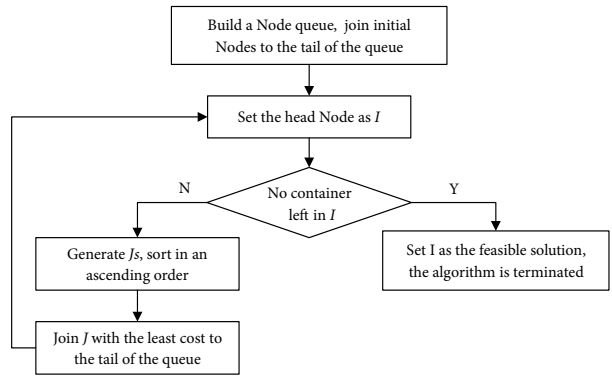 Build a Node queue, join initial
Nodes to the tail of the queue
Set the head Node as I
No container
left in I
N
Y
Generate Js, sort in an
ascending order
Set I as the feasible solution,
the algorithm is terminated
Join J with the least cost to
the tail of the queue